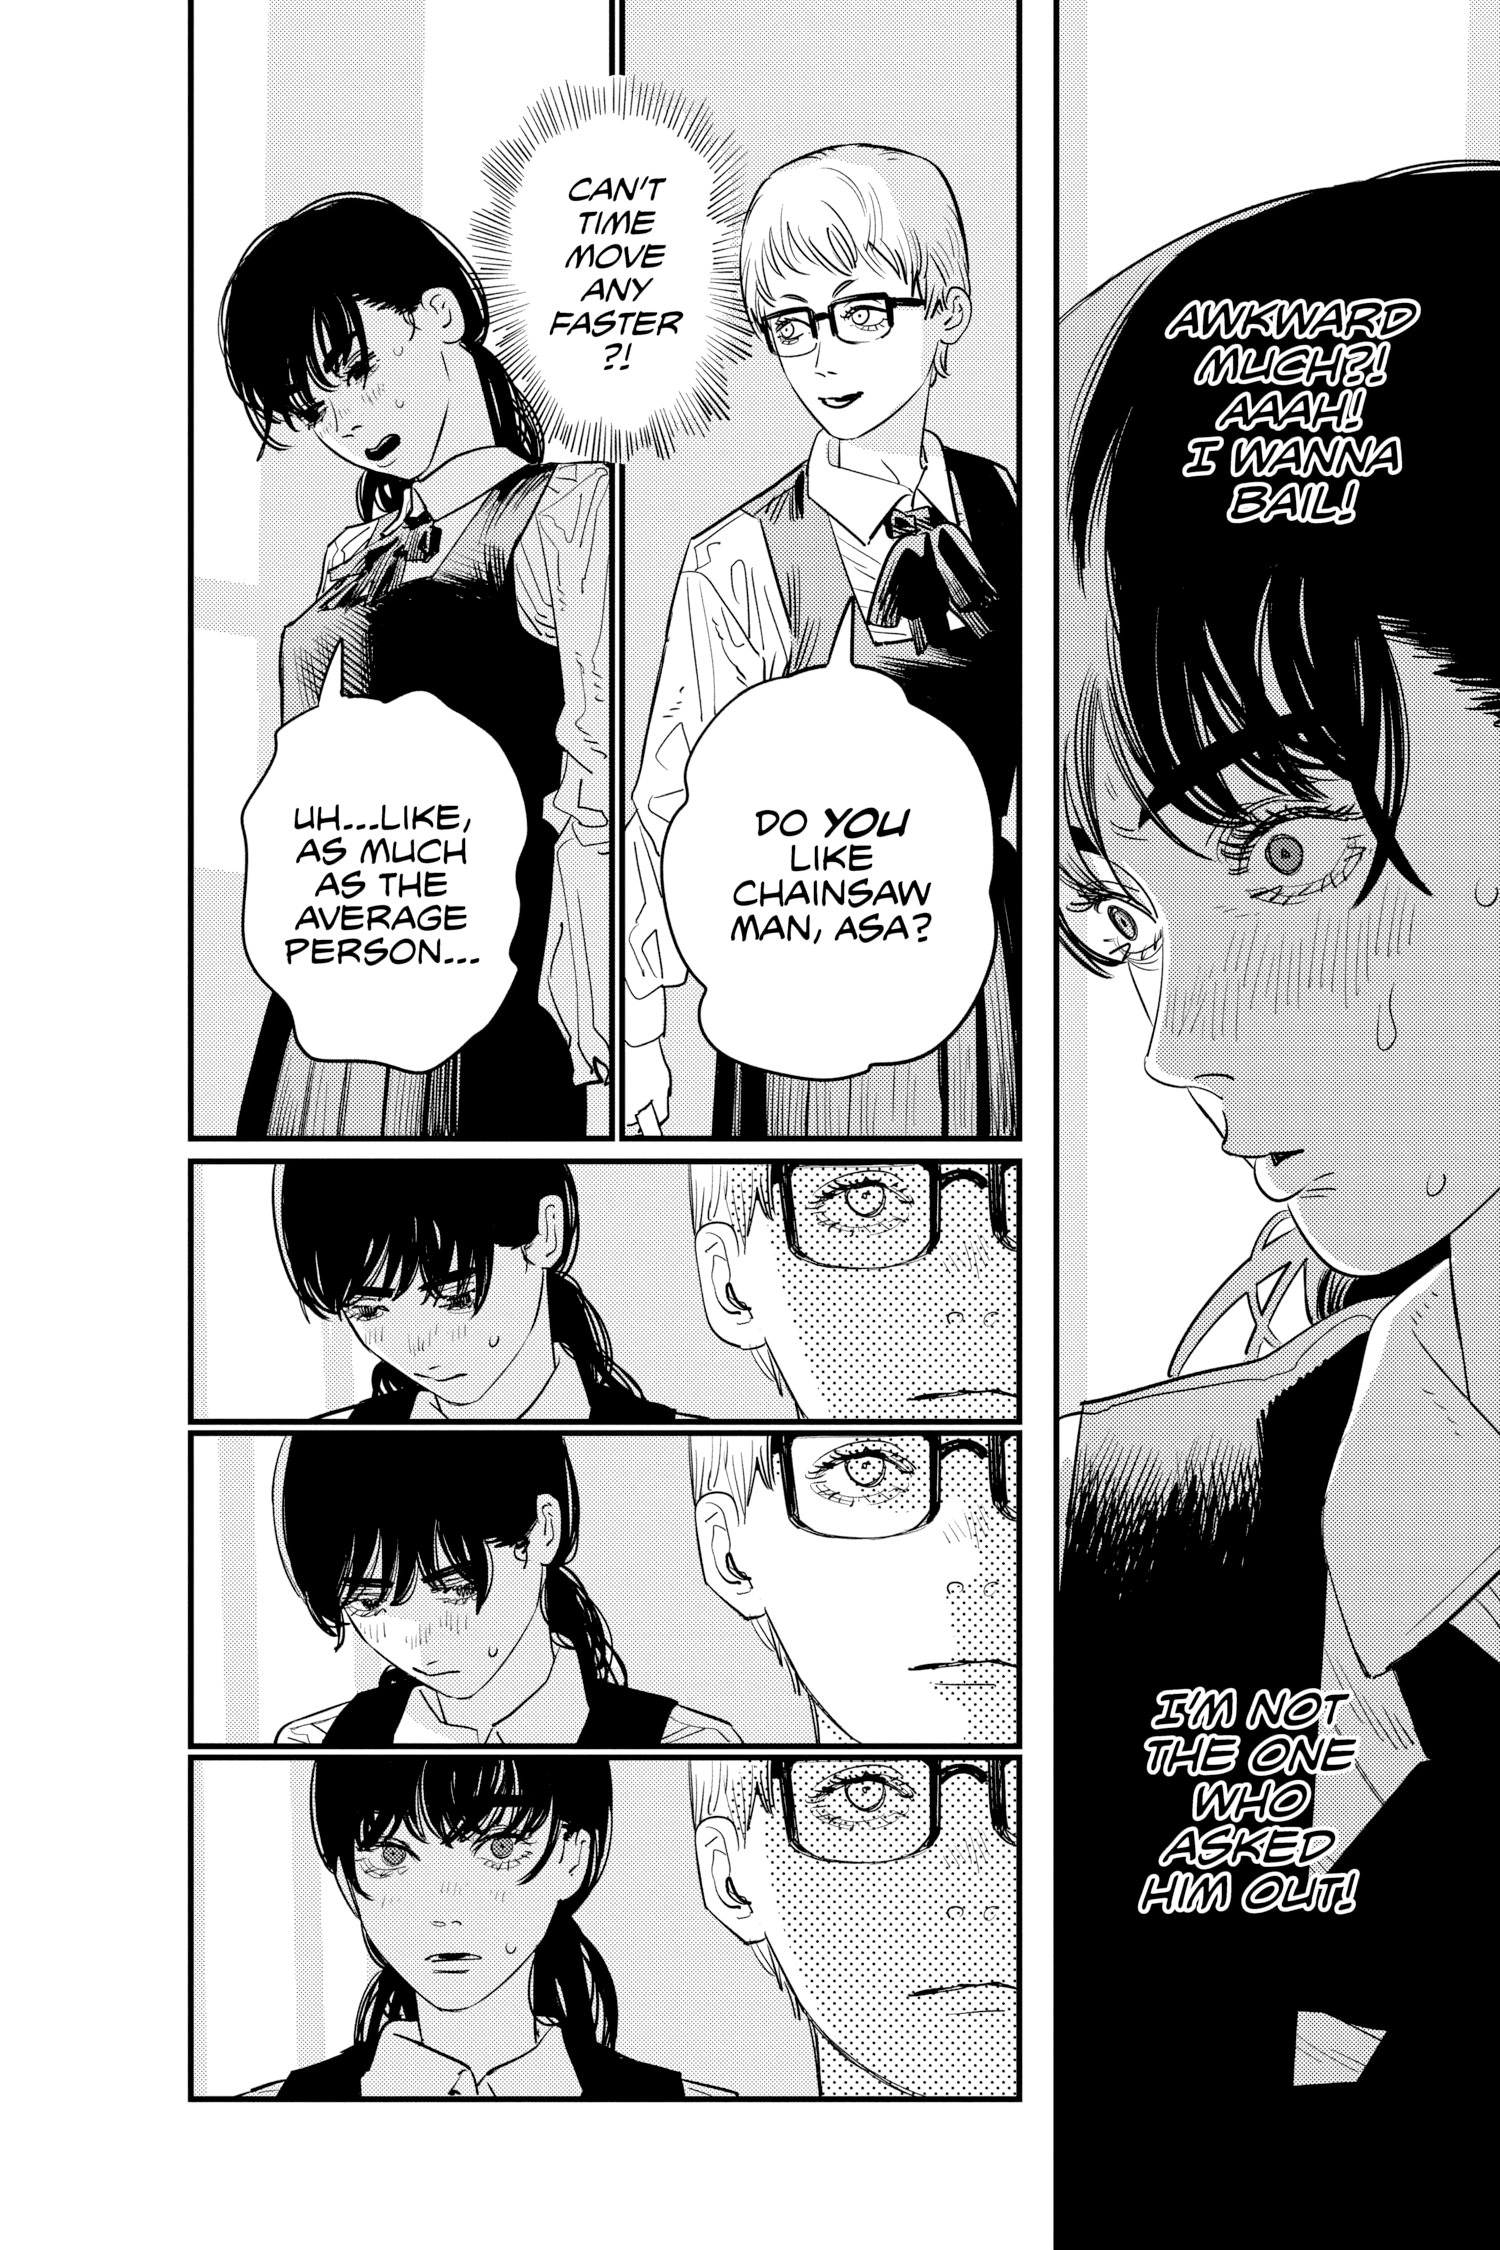 AWKWARD
MUCH?!
AAAH!
I WANNA
BAIL!
I'M NOT
THE ONE
WHO
ASKED
HIM OUT!
DO YOU
LIKE
CHAINSAW
MAN, ASA?
CAN'T
TIME
MOVE
ANY
FASTER
?!
UH...LIKE,
AS MUCH
AS THE
AVERAGE
PERSON...